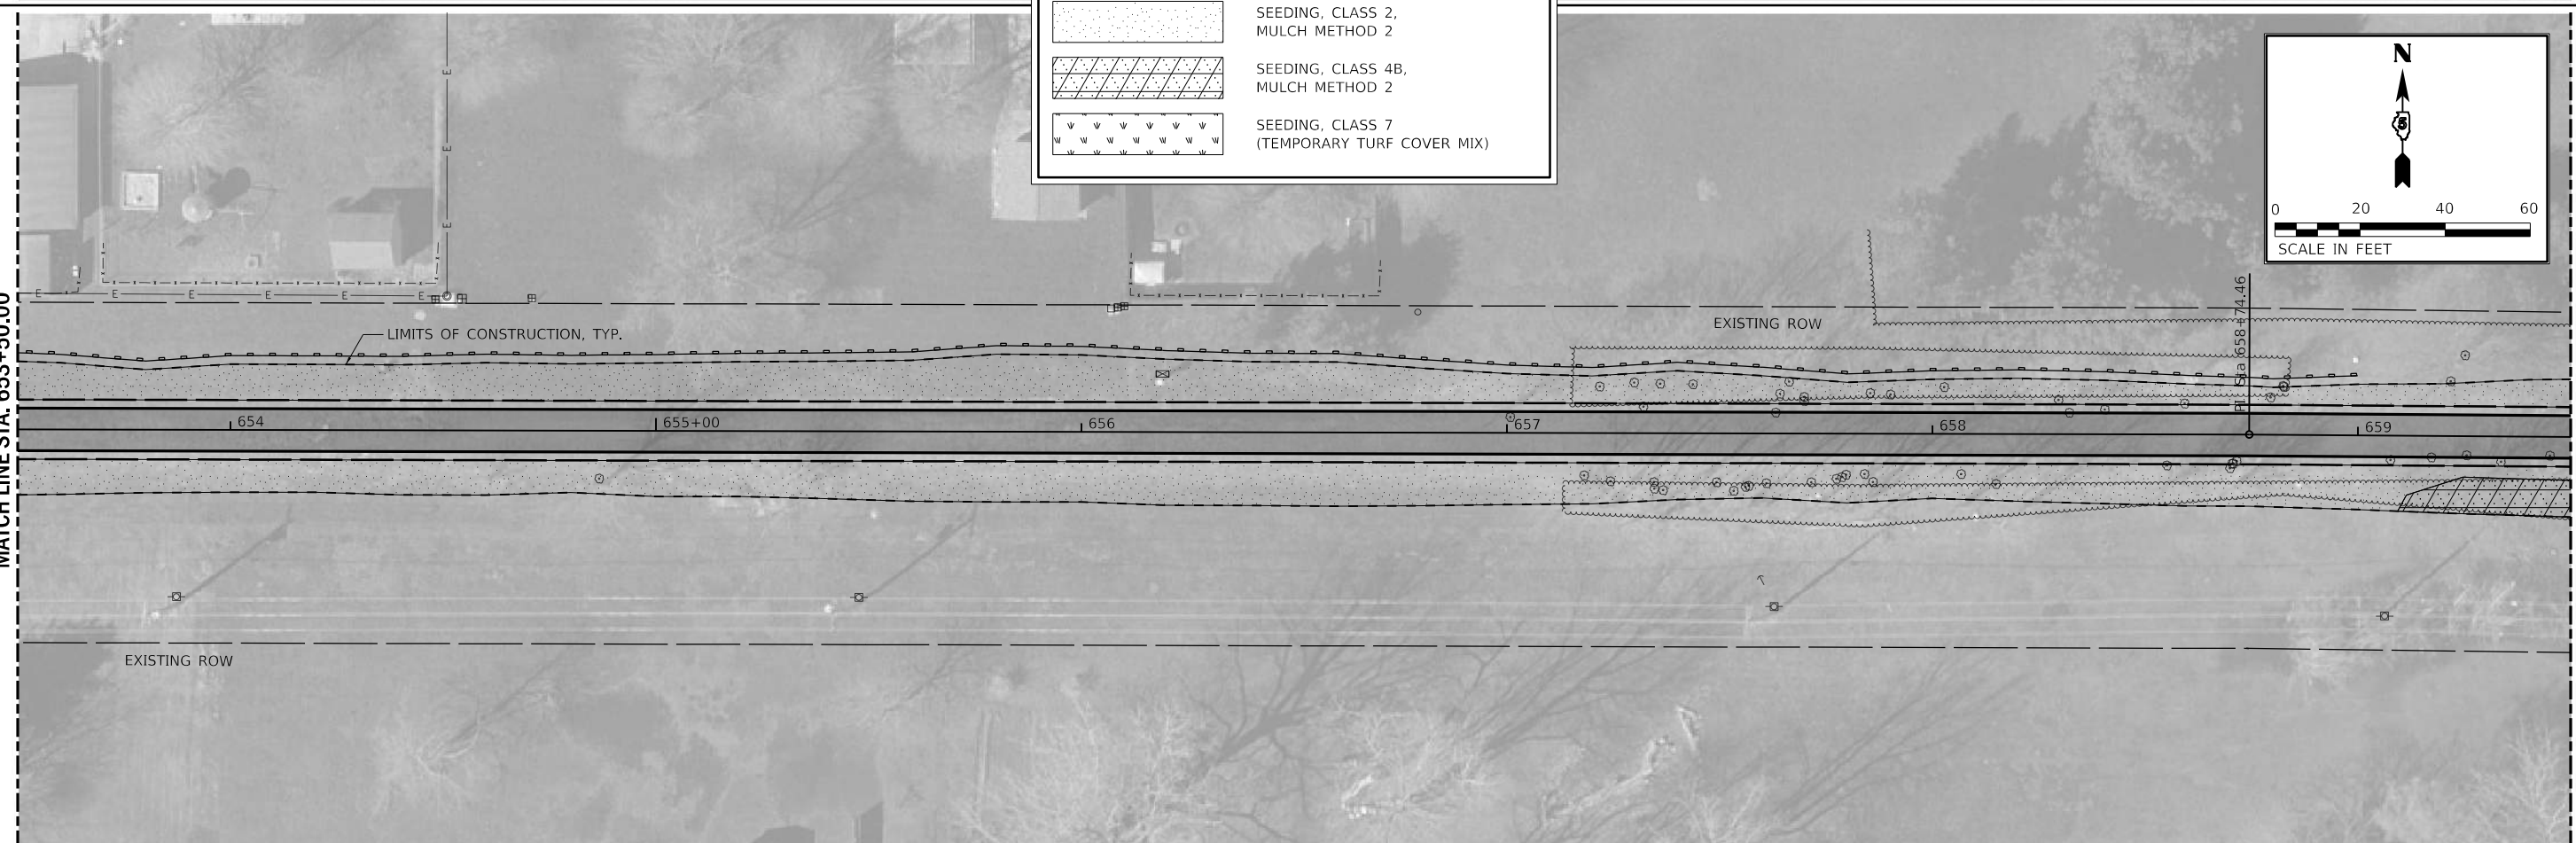 SEEDING, CLASS 2,
MULCH METHOD 2
SEEDING, CLASS 4B,
MULCH METHOD 2
SEEDING, CLASS 7
(TEMPORARY TURF COVER MIX)
N
5
0 20 40 60
SCALE IN FEET
E
E
E
E E E E E E
MATCH LINE STA. 653+50.00
LIMITS OF CONSTRUCTION, TYP.
EXISTING ROW
PI Sta 658+74.46
654 655+00 656 657 658 659
EXISTING ROW